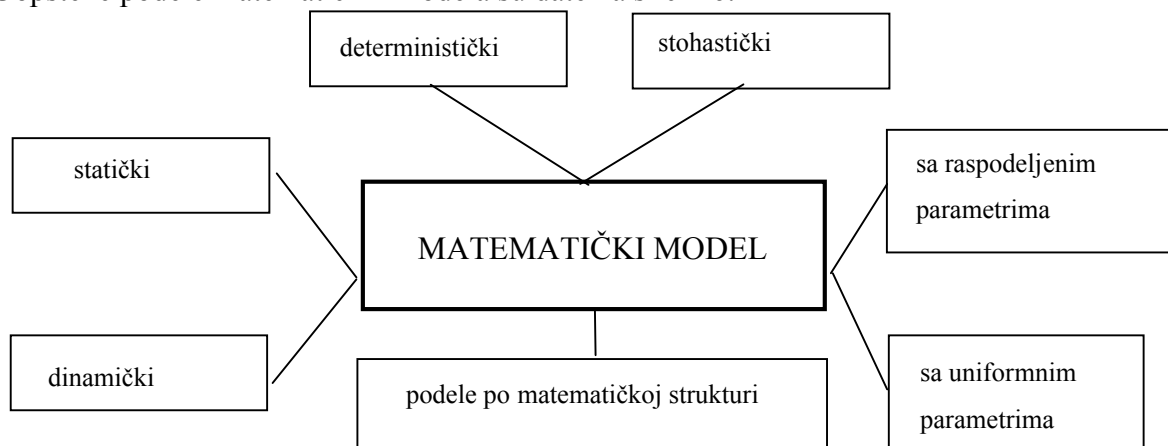 deterministički
stohastički
statički
sa raspodeljenim
parametrima
MATEMATIČKI MODEL
dinamički
podele po matematičkoj strukturi
sa uniformnim
parametrima